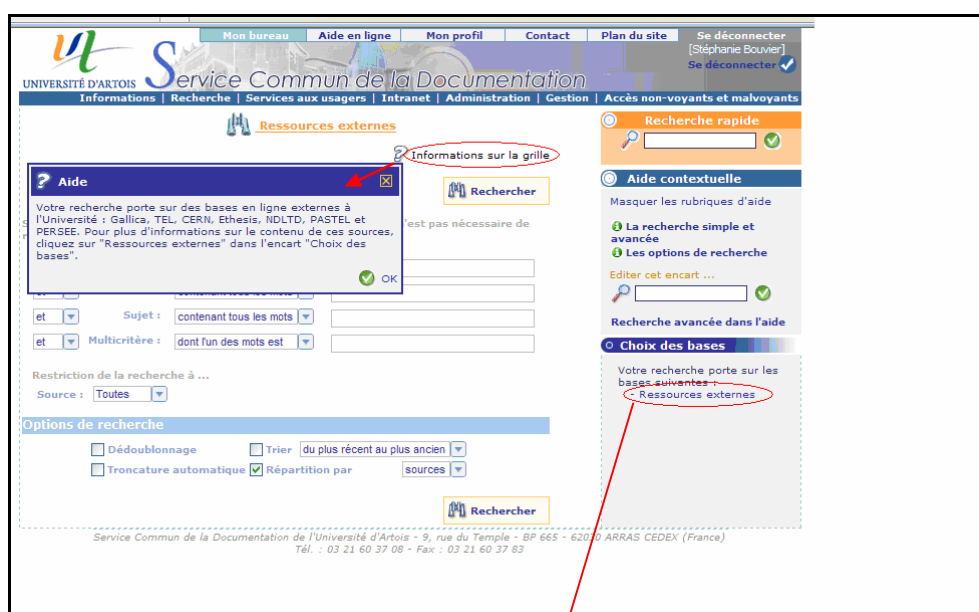 Mon bureau Aide en ligne Mon profil Contact Plan du site Se déconnecter
[Stéphanie Bouvier]
Se déconnecter
UNIVERSITÉ D'ARTOIS
Service Commun de la Documentation
Informations | Recherche | Services aux usagers | Intranet | Administration | Gestion | Accès non-voyants et malvoyants
Ressources externes
Informations sur la grille
Rechercher
? Aide
Votre recherche porte sur des bases en ligne externes à
l'Université : Gallica, TEL, CERN, Ethesis, NDLTD, PASTEL et
PERSEE. Pour plus d'informations sur le contenu de ces sources,
cliquez sur "Ressources externes" dans l'encart "Choix des
bases".
OK
'est pas nécessaire de
et contenant tous les mots
et Sujet : contenant tous les mots
et Multicritère : dont l'un des mots est
Restriction de la recherche à ...
Source : Toutes
Options de recherche
Dédoublonnage Trier du plus récent au plus ancien
Troncature automatique Répartition par sources
Rechercher
Recherche rapide
Aide contextuelle
Masquer les rubriques d'aide
La recherche simple et
avancée
Les options de recherche
Editer cet encart ...
Recherche avancée dans l'aide
Choix des bases
Votre recherche porte sur les
bases suivantes :
- Ressources externes
Service Commun de la Documentation de l'Université d'Artois - 9, rue du Temple - BP 665 - 62030 ARRAS CEDEX (France)
Tél. : 03 21 60 37 08 - Fax : 03 21 60 37 83